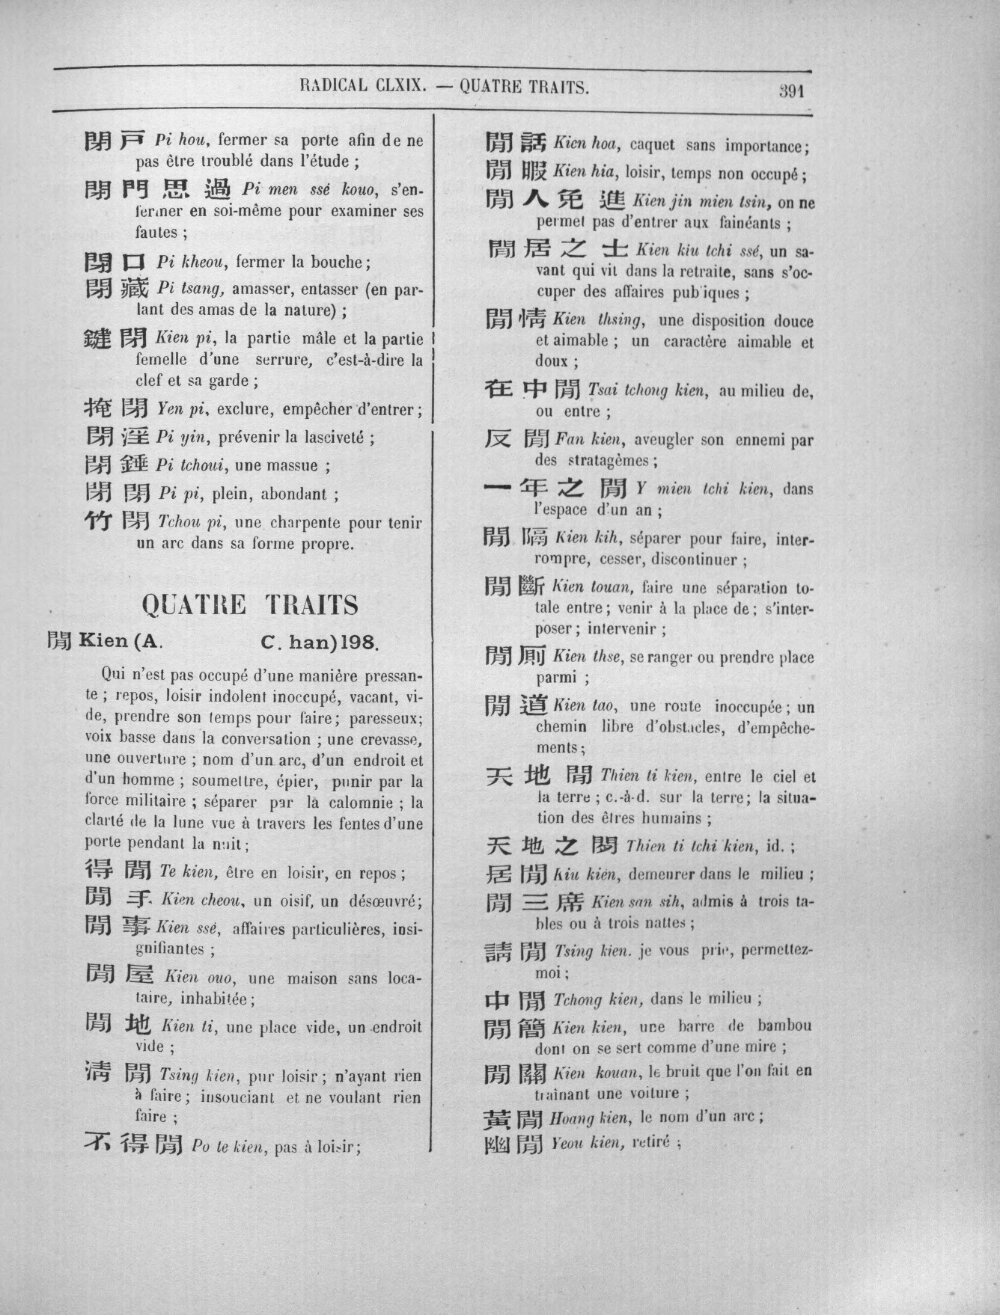 RADICAL CLXIX. — QUATRE TRAITS.
391
閉戸 Pi hou, fermer sa porte afin de ne
pas être troublé dans l'étude ;
閉門思過 Pi men ssé kouo, s'en-
fermer en soi-même pour examiner ses
fautes ;
閉口 Pi kheou, fermer la bouche ;
閉藏 Pi tsang, amasser, entasser (en par-
lant des amas de la nature) ;
鍵閉 Kien pi, la partie mâle et la partie
femelle d'une serrure, c'est-à-dire la
clef et sa garde ;
掩閉 Yen pi, exclure, empêcher d'entrer ;
閉淫 Pi yin, prévenir la lasciveté ;
閉錘 Pi tchoui, une massue ;
閉閉 Pi pi, plein, abondant ;
竹閉 Tchou pi, une charpente pour tenir
un arc dans sa forme propre.
QUATRE TRAITS
閒 Kien (A. C. han) 198.
Qui n'est pas occupé d'une manière pressan-
te ; repos, loisir indolent inoccupé, vacant, vi-
de, prendre son temps pour faire ; paresseux;
voix basse dans la conversation ; une crevasse,
une ouverture ; nom d'un arc, d'un endroit et
d'un homme ; soumettre, épier, punir par la
force militaire ; séparer par la calomnie ; la
clarté de la lune vue à travers les fentes d'une
porte pendant la nuit ;
得閒 Te kien, être en loisir, en repos ;
閒手 Kien cheou, un oisif, un désœuvré;
閒事 Kien ssé, affaires particulières, insi-
gnifiantes ;
閒屋 Kien ouo, une maison sans loca-
taire, inhabitée ;
閒地 Kien ti, une place vide, un endroit
vide ;
淸閒 Tsing kien, pur loisir ; n'ayant rien
à faire ; insouciant et ne voulant rien
faire ;
不得閒 Po te kien, pas à loisir;
閒話 Kien hoa, caquet sans importance;
閒暇 Kien hia, loisir, temps non occupé ;
閒人免進 Kien jin mien tsin, on ne
permet pas d'entrer aux fainéants ;
閒居之士 Kien kiu tchi ssé, un sa-
vant qui vit dans la retraite, sans s'oc-
cuper des affaires pub iques ;
閒情 Kien thsing, une disposition douce
et aimable ; un caractère aimable et
doux ;
在中閒 Tsai tchong kien, au milieu de,
ou entre ;
反閒 Fan kien, aveugler son ennemi par
des stratagèmes ;
一年之閒 Y mien tchi kien, dans
l'espace d'un an ;
閒隔 Kien kih, séparer pour faire, inter-
rompre, cesser, discontinuer ;
閒斷 Kien touan, faire une séparation to-
tale entre ; venir à la place de ; s'inter-
poser ; intervenir ;
閒厠 Kien thse, se ranger ou prendre place
parmi ;
閒道 Kien tao, une route inoccupée ; un
chemin libre d'obstacles, d'empêche-
ments ;
天地閒 Thien ti kien, entre le ciel et
la terre ; c.-à-d. sur la terre ; la situa-
tion des êtres humains ;
天地之閒 Thien ti tchi kien, id. ;
居閒 Kiu kien, demeurer dans le milieu ;
閒三席 Kien san sih, admis à trois ta-
bles ou à trois nattes ;
請閒 Tsing kien. je vous prie, permettez-
moi ;
中閒 Tchong kien, dans le milieu ;
閒簡 Kien kien, une barre de bambou
dont on se sert comme d'une mire ;
閒關 Kien kouan, le bruit que l'on fait en
traînant une voiture ;
黃閒 Hoang kien, le nom d'un arc ;
幽閒 Yeou kien, retiré ;